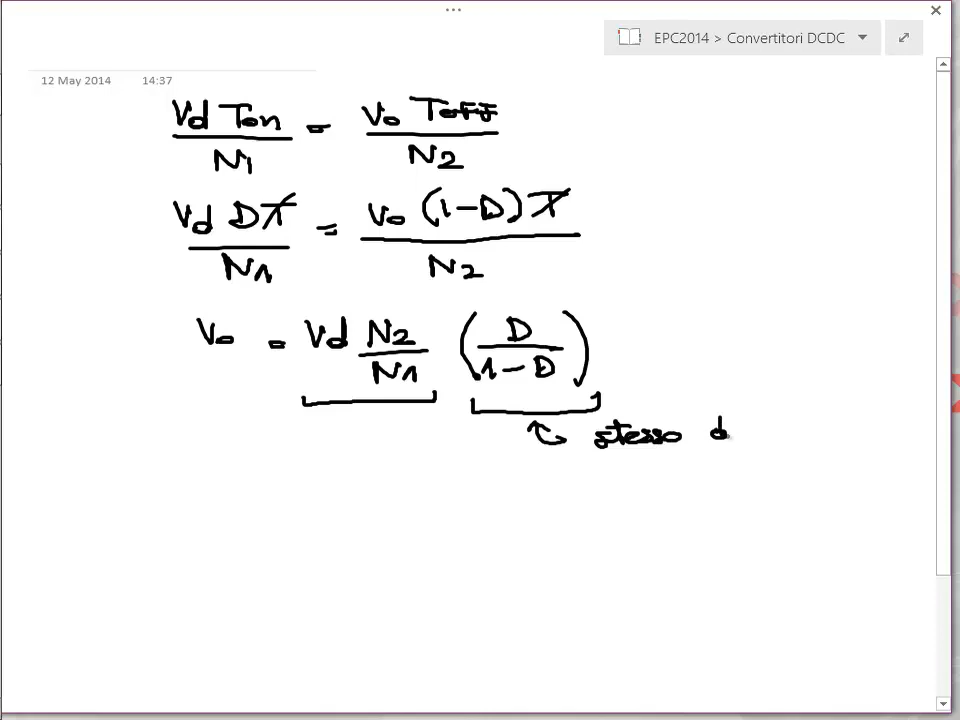 EPC2014 > Convertitori DCDC
12 May 2014 14:37
Vd Ton / N1 = Vo Toff / N2
Vd DT / N1 = Vo (1-D) T / N2
Vo = Vd N2 / N1 (D / 1-D)
stesso d